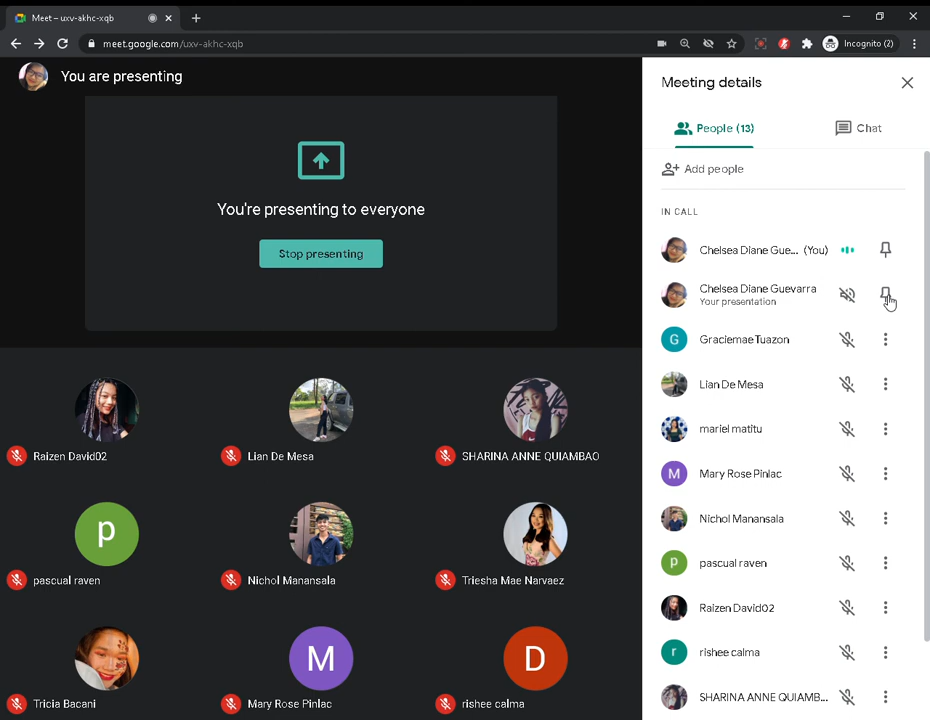 Meet – uxv-akhc-xqb
meet.google.com/uxv-akhc-xqb
Incognito (2)
You are presenting
You're presenting to everyone
Stop presenting
Raizen David02
Lian De Mesa
SHARINA ANNE QUIAMBAO
p
pascual raven
Nichol Manansala
Triesha Mae Narvaez
Tricia Bacani
M
Mary Rose Pinlac
D
rishee calma
Meeting details
People (13)
Chat
Add people
IN CALL
Chelsea Diane Gue... (You)
Chelsea Diane Guevarra
Your presentation
G
Graciemae Tuazon
Lian De Mesa
mariel matitu
M
Mary Rose Pinlac
Nichol Manansala
p
pascual raven
Raizen David02
r
rishee calma
SHARINA ANNE QUIAMB...